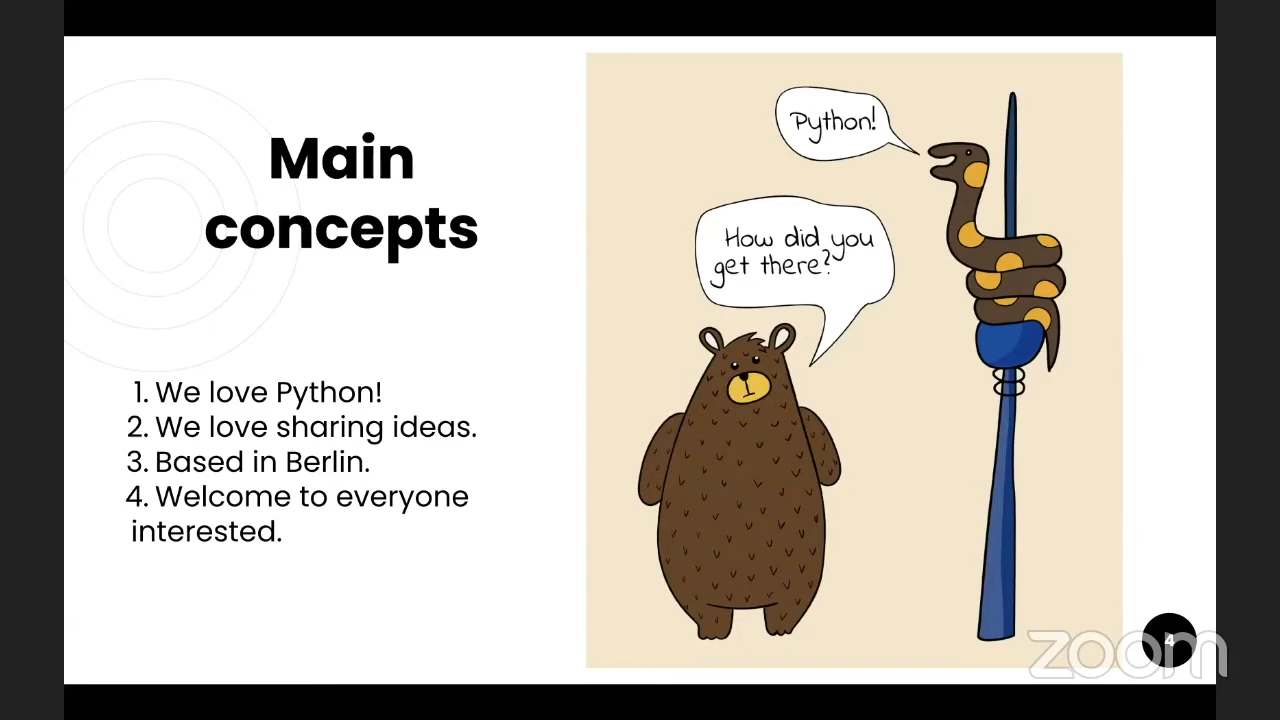 Main
concepts
1. We love Python!
2. We love sharing ideas.
3. Based in Berlin.
4. Welcome to everyone
interested.
Python!
How did you
get there?
4
zoom